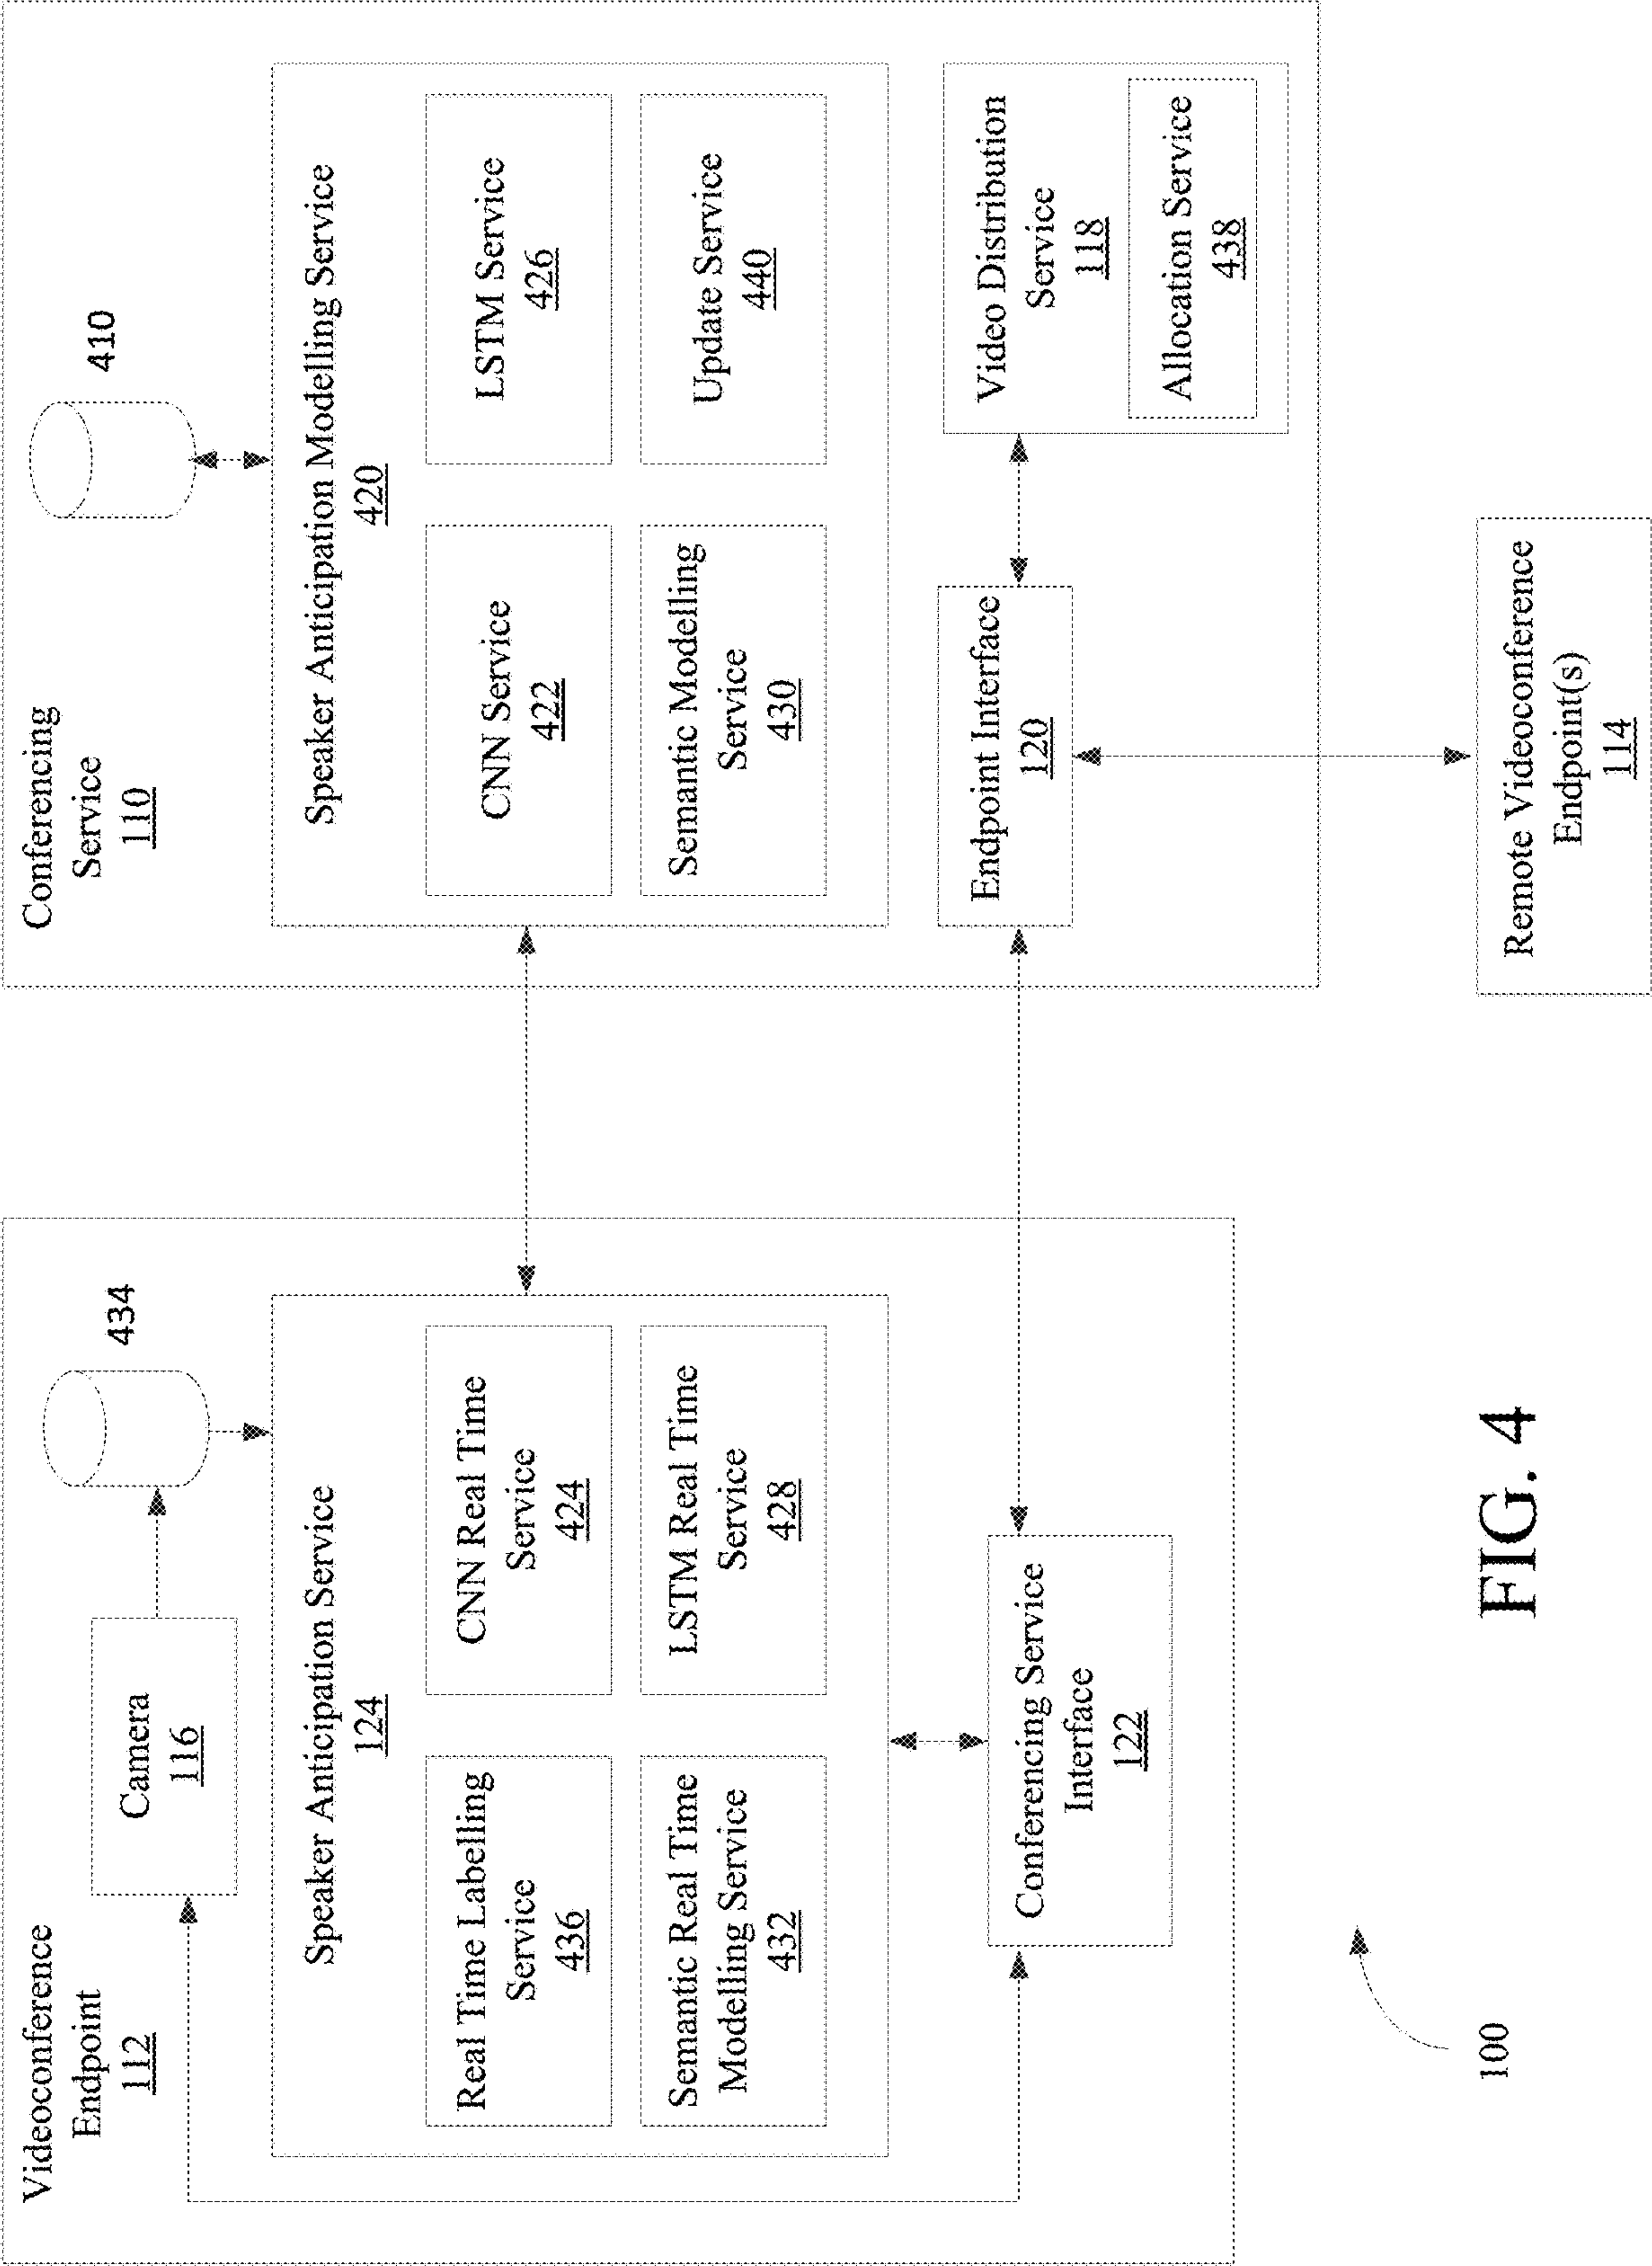 Videoconference
Endpoint
112
Camera
116
434
Speaker Anticipation Service
124
Real Time Labelling
Service
436
CNN Real Time
Service
424
Semantic Real Time
Modelling Service
432
LSTM Real Time
Service
428
Conferencing Service
Interface
122
Conferencing
Service
110
410
Speaker Anticipation Modelling Service
420
CNN Service
422
LSTM Service
426
Semantic Modelling
Service
430
Update Service
440
Endpoint Interface
120
Video Distribution
Service
118
Allocation Service
438
Remote Videoconference
Endpoint(s)
114
100
FIG. 4